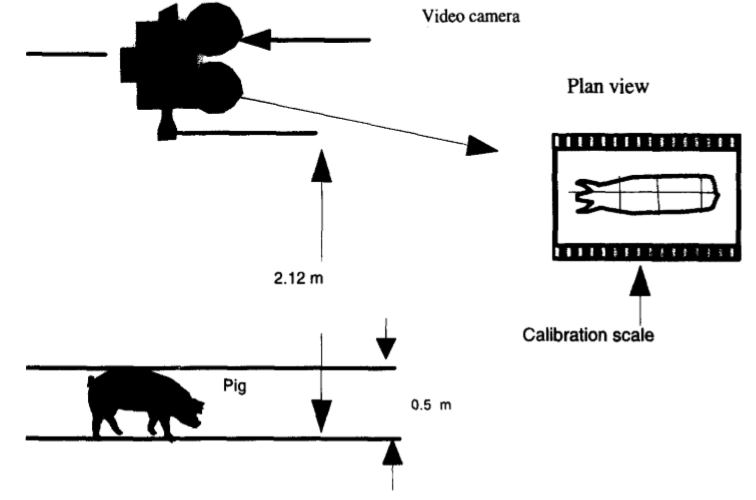 Video camera
Plan view
2.12 m
Calibration scale
Pig
0.5 m